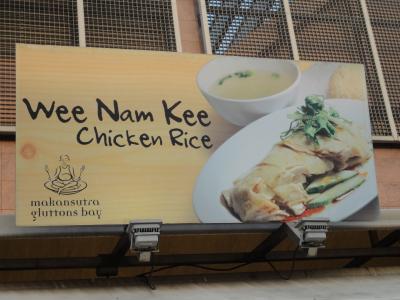 Wee Nam Kee
Chicken Rice
makansutra
gluttons bay